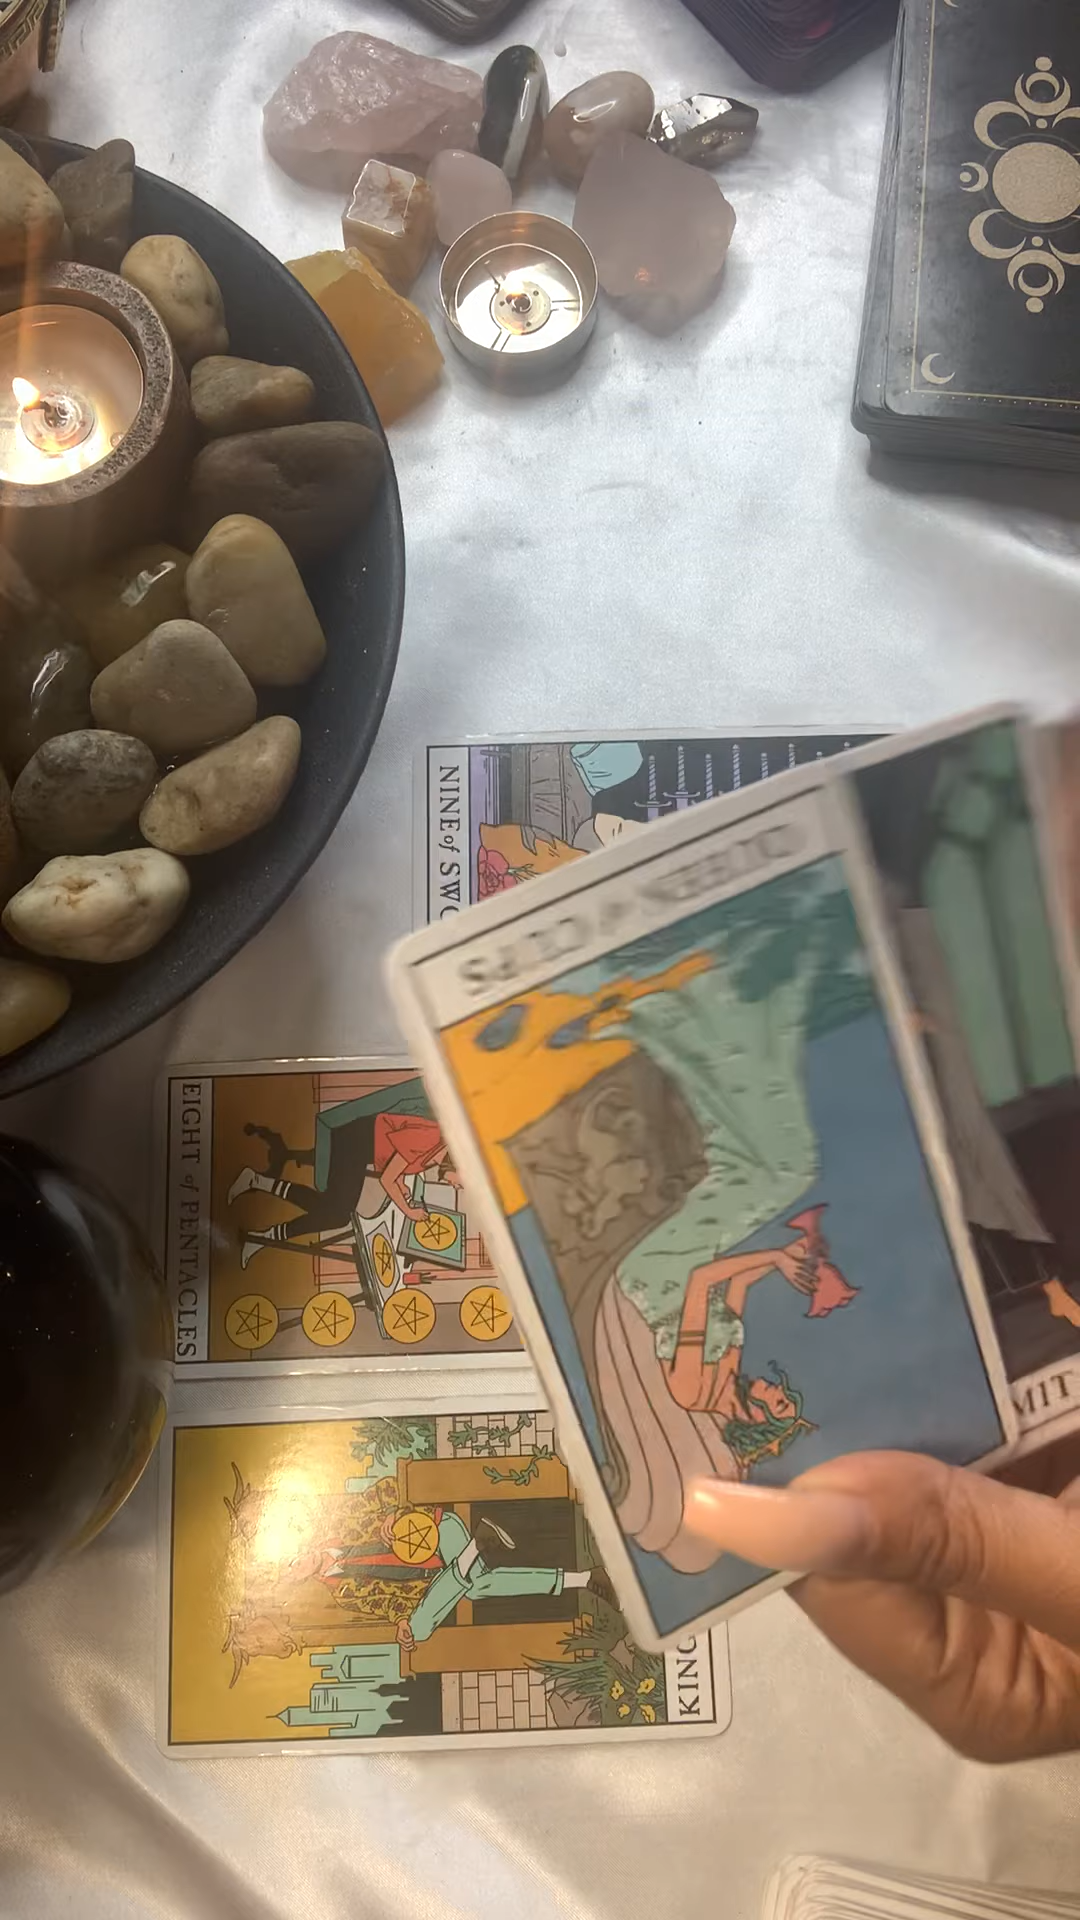 NINE of SWO
QUEEN of CUPS
EIGHT of PENTACLES
MIT
KING